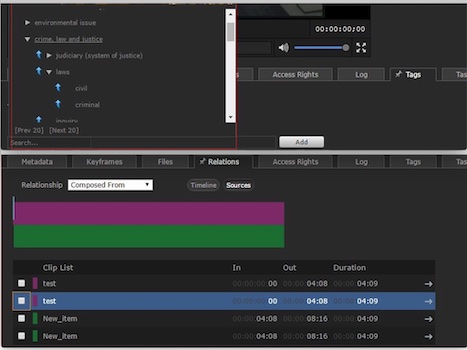 environmental issue
00:00:00;00
crime, law and justice
judiciary (system of justice)
laws
Access Rights Log Tags Tas
civil
criminal
[Prev 20] [Next 20]
Search... Add
Metadata Keyframes Files Relations Access Rights Log Tags Tas
Relationship Composed From Timeline Sources
Clip List In Out Duration
test 00:00:00:00 00:00:04:08 00:00:04:09
test 00:00:00:00 00:00:04:08 00:00:04:09
New_item 00:00:04:08 00:00:08:16 00:00:04:09
New_item 00:00:04:08 00:00:08:16 00:00:04:09